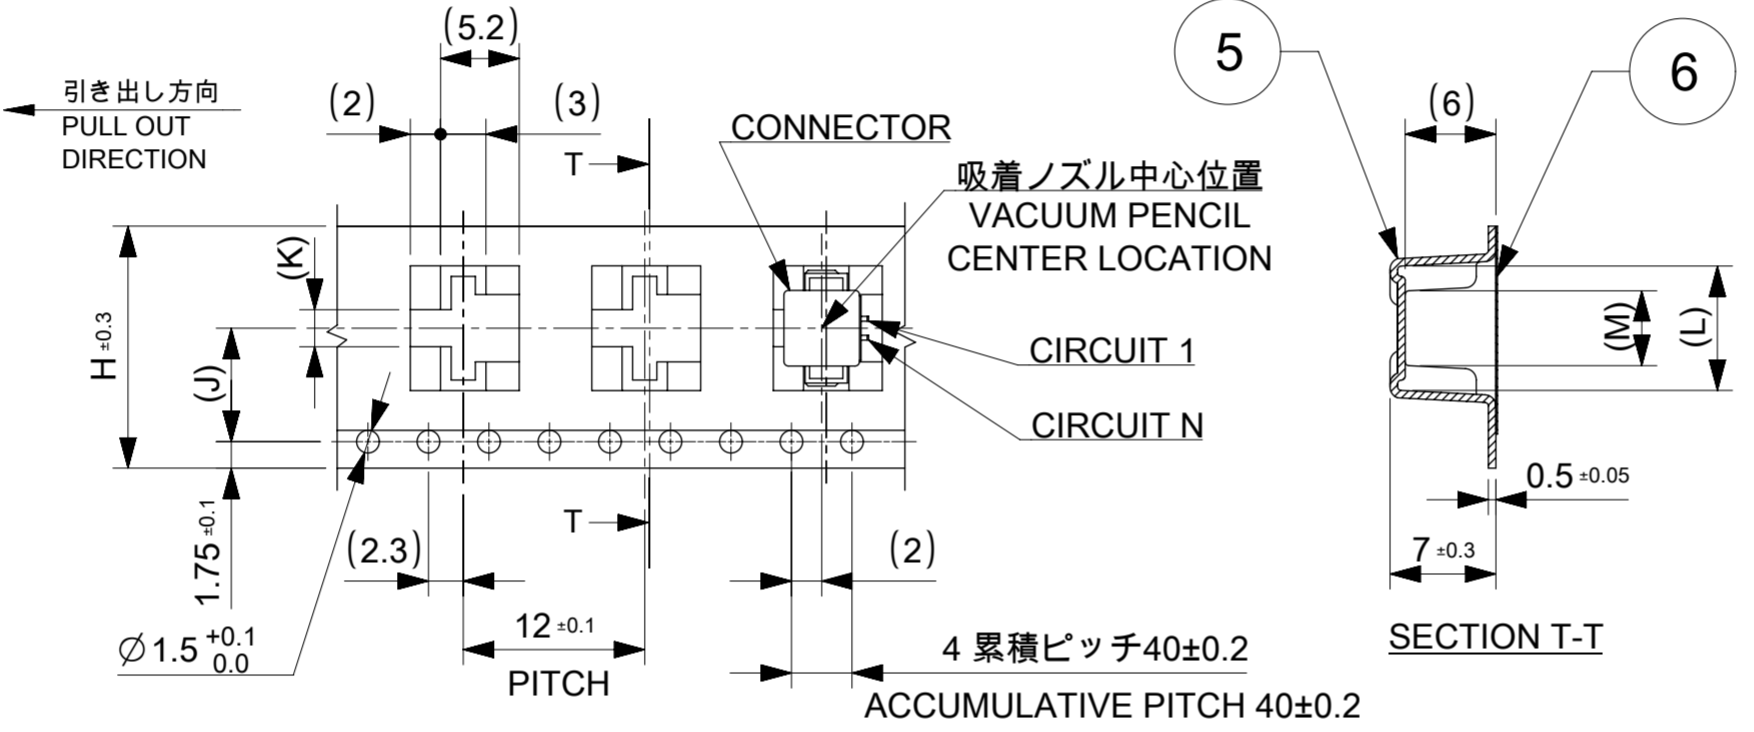 (5.2)
引き出し方向
PULL OUT
DIRECTION
(2)
(3)
T
CONNECTOR
吸着ノズル中心位置
VACUUM PENCIL
CENTER LOCATION
5
6
(6)
(K)
H ±0.3
(J)
CIRCUIT 1
CIRCUIT N
(M)
(L)
1.75 ±0.1
T
(2.3)
(2)
0.5 ±0.05
7 ±0.3
∅1.5 +0.1
0.0
12 ±0.1
PITCH
4 累積ピッチ40±0.2
ACCUMULATIVE PITCH 40±0.2
SECTION T-T